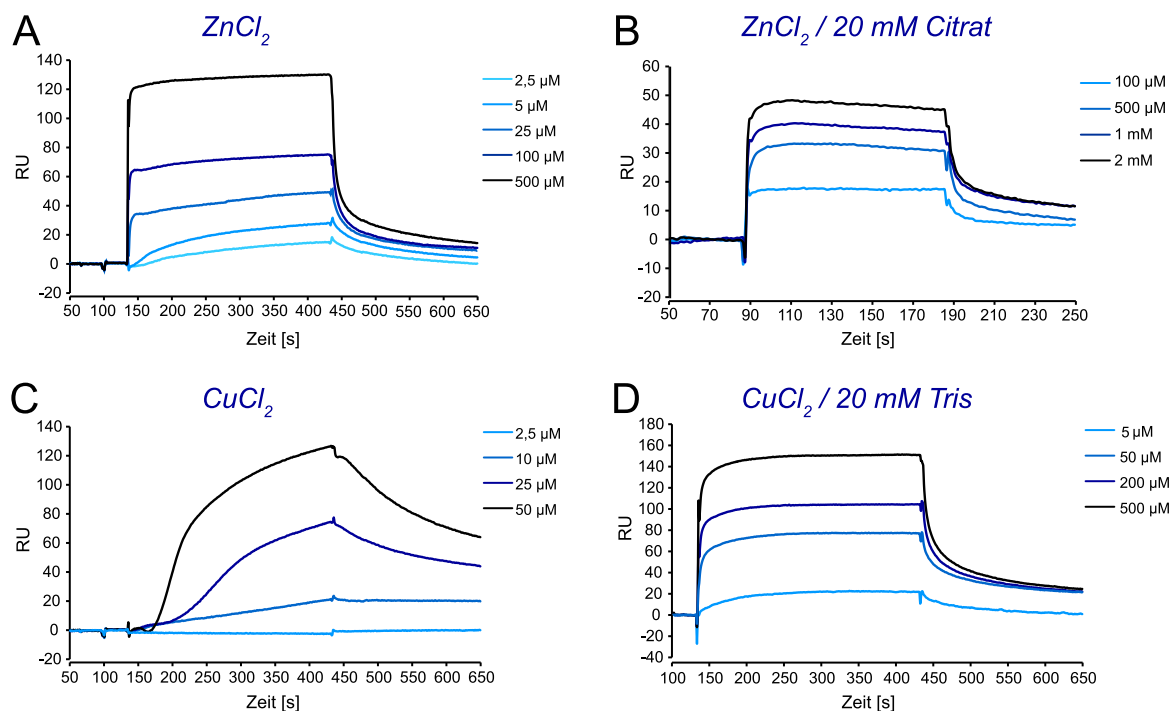 A
ZnCl₂
140
120
100
80
60
40
20
0
-20
RU
50 100 150 200 250 300 350 400 450 500 550 600 650
Zeit [s]
2,5 µM
5 µM
25 µM
100 µM
500 µM
B
ZnCl₂ / 20 mM Citrat
60
50
40
30
20
10
0
-10
20
RU
50 70 90 110 130 150 170 190 210 230 250
Zeit [s]
100 µM
500 µM
1 mM
2 mM
C
CuCl₂
140
120
100
80
60
40
20
0
-20
RU
50 100 150 200 250 300 350 400 450 500 550 600 650
Zeit [s]
2,5 µM
10 µM
25 µM
50 µM
D
CuCl₂ / 20 mM Tris
180
160
140
120
100
80
60
40
20
0
-20
-40
RU
100 150 200 250 300 350 400 450 500 550 600 650
Zeit [s]
5 µM
50 µM
200 µM
500 µM